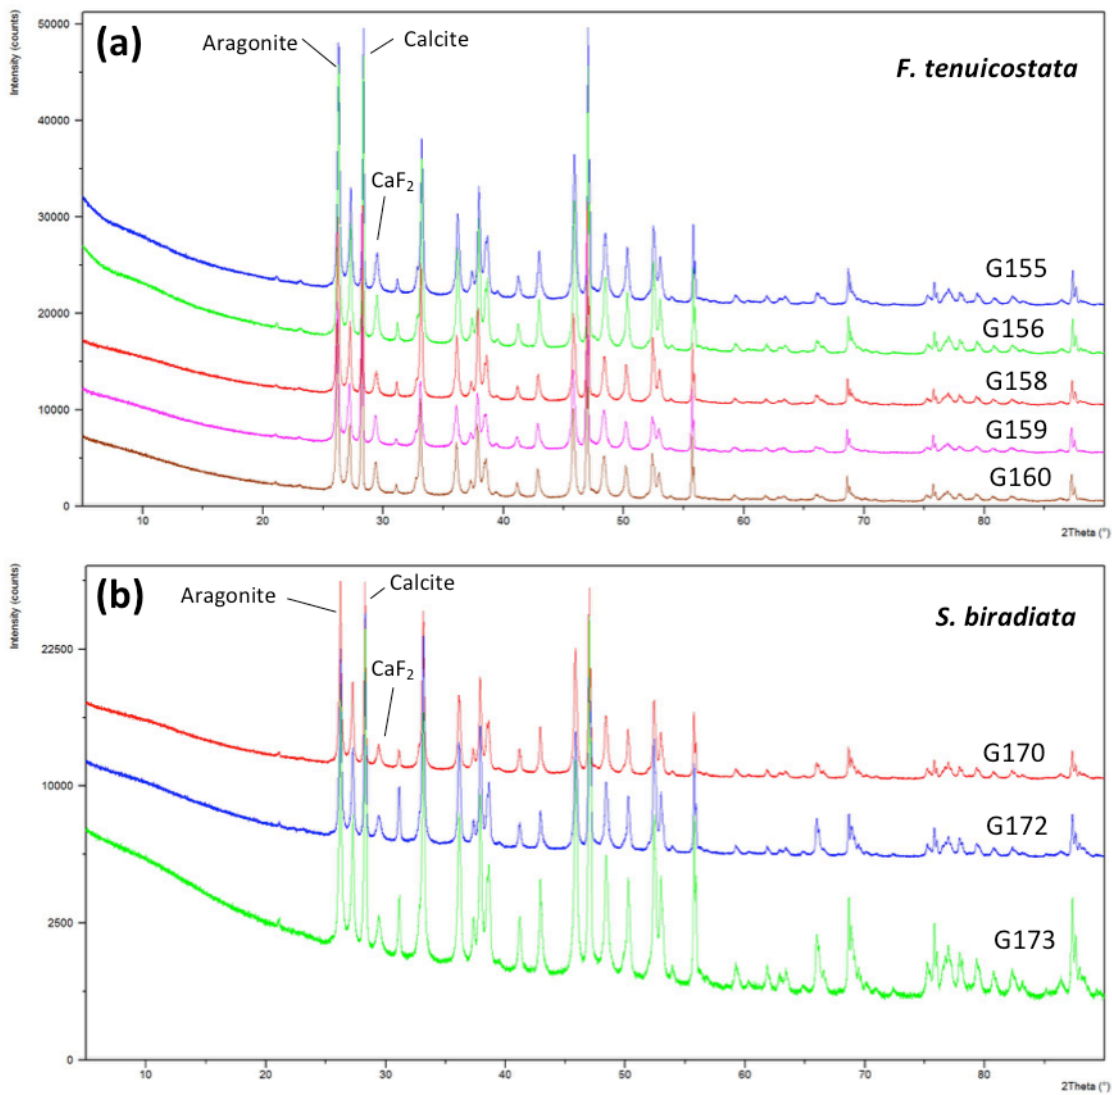 Intensity (counts)
(a)
Aragonite
Calcite
F. tenuicostata
CaF₂
50000
40000
30000
20000
10000
0
G155
G156
G158
G159
G160
10 20 30 40 50 60 70 80
2Theta (°)
Intensity (counts)
(b)
Aragonite
Calcite
S. biradiata
CaF₂
22500
10000
2500
0
G170
G172
G173
10 20 30 40 50 60 70 80
2Theta (°)